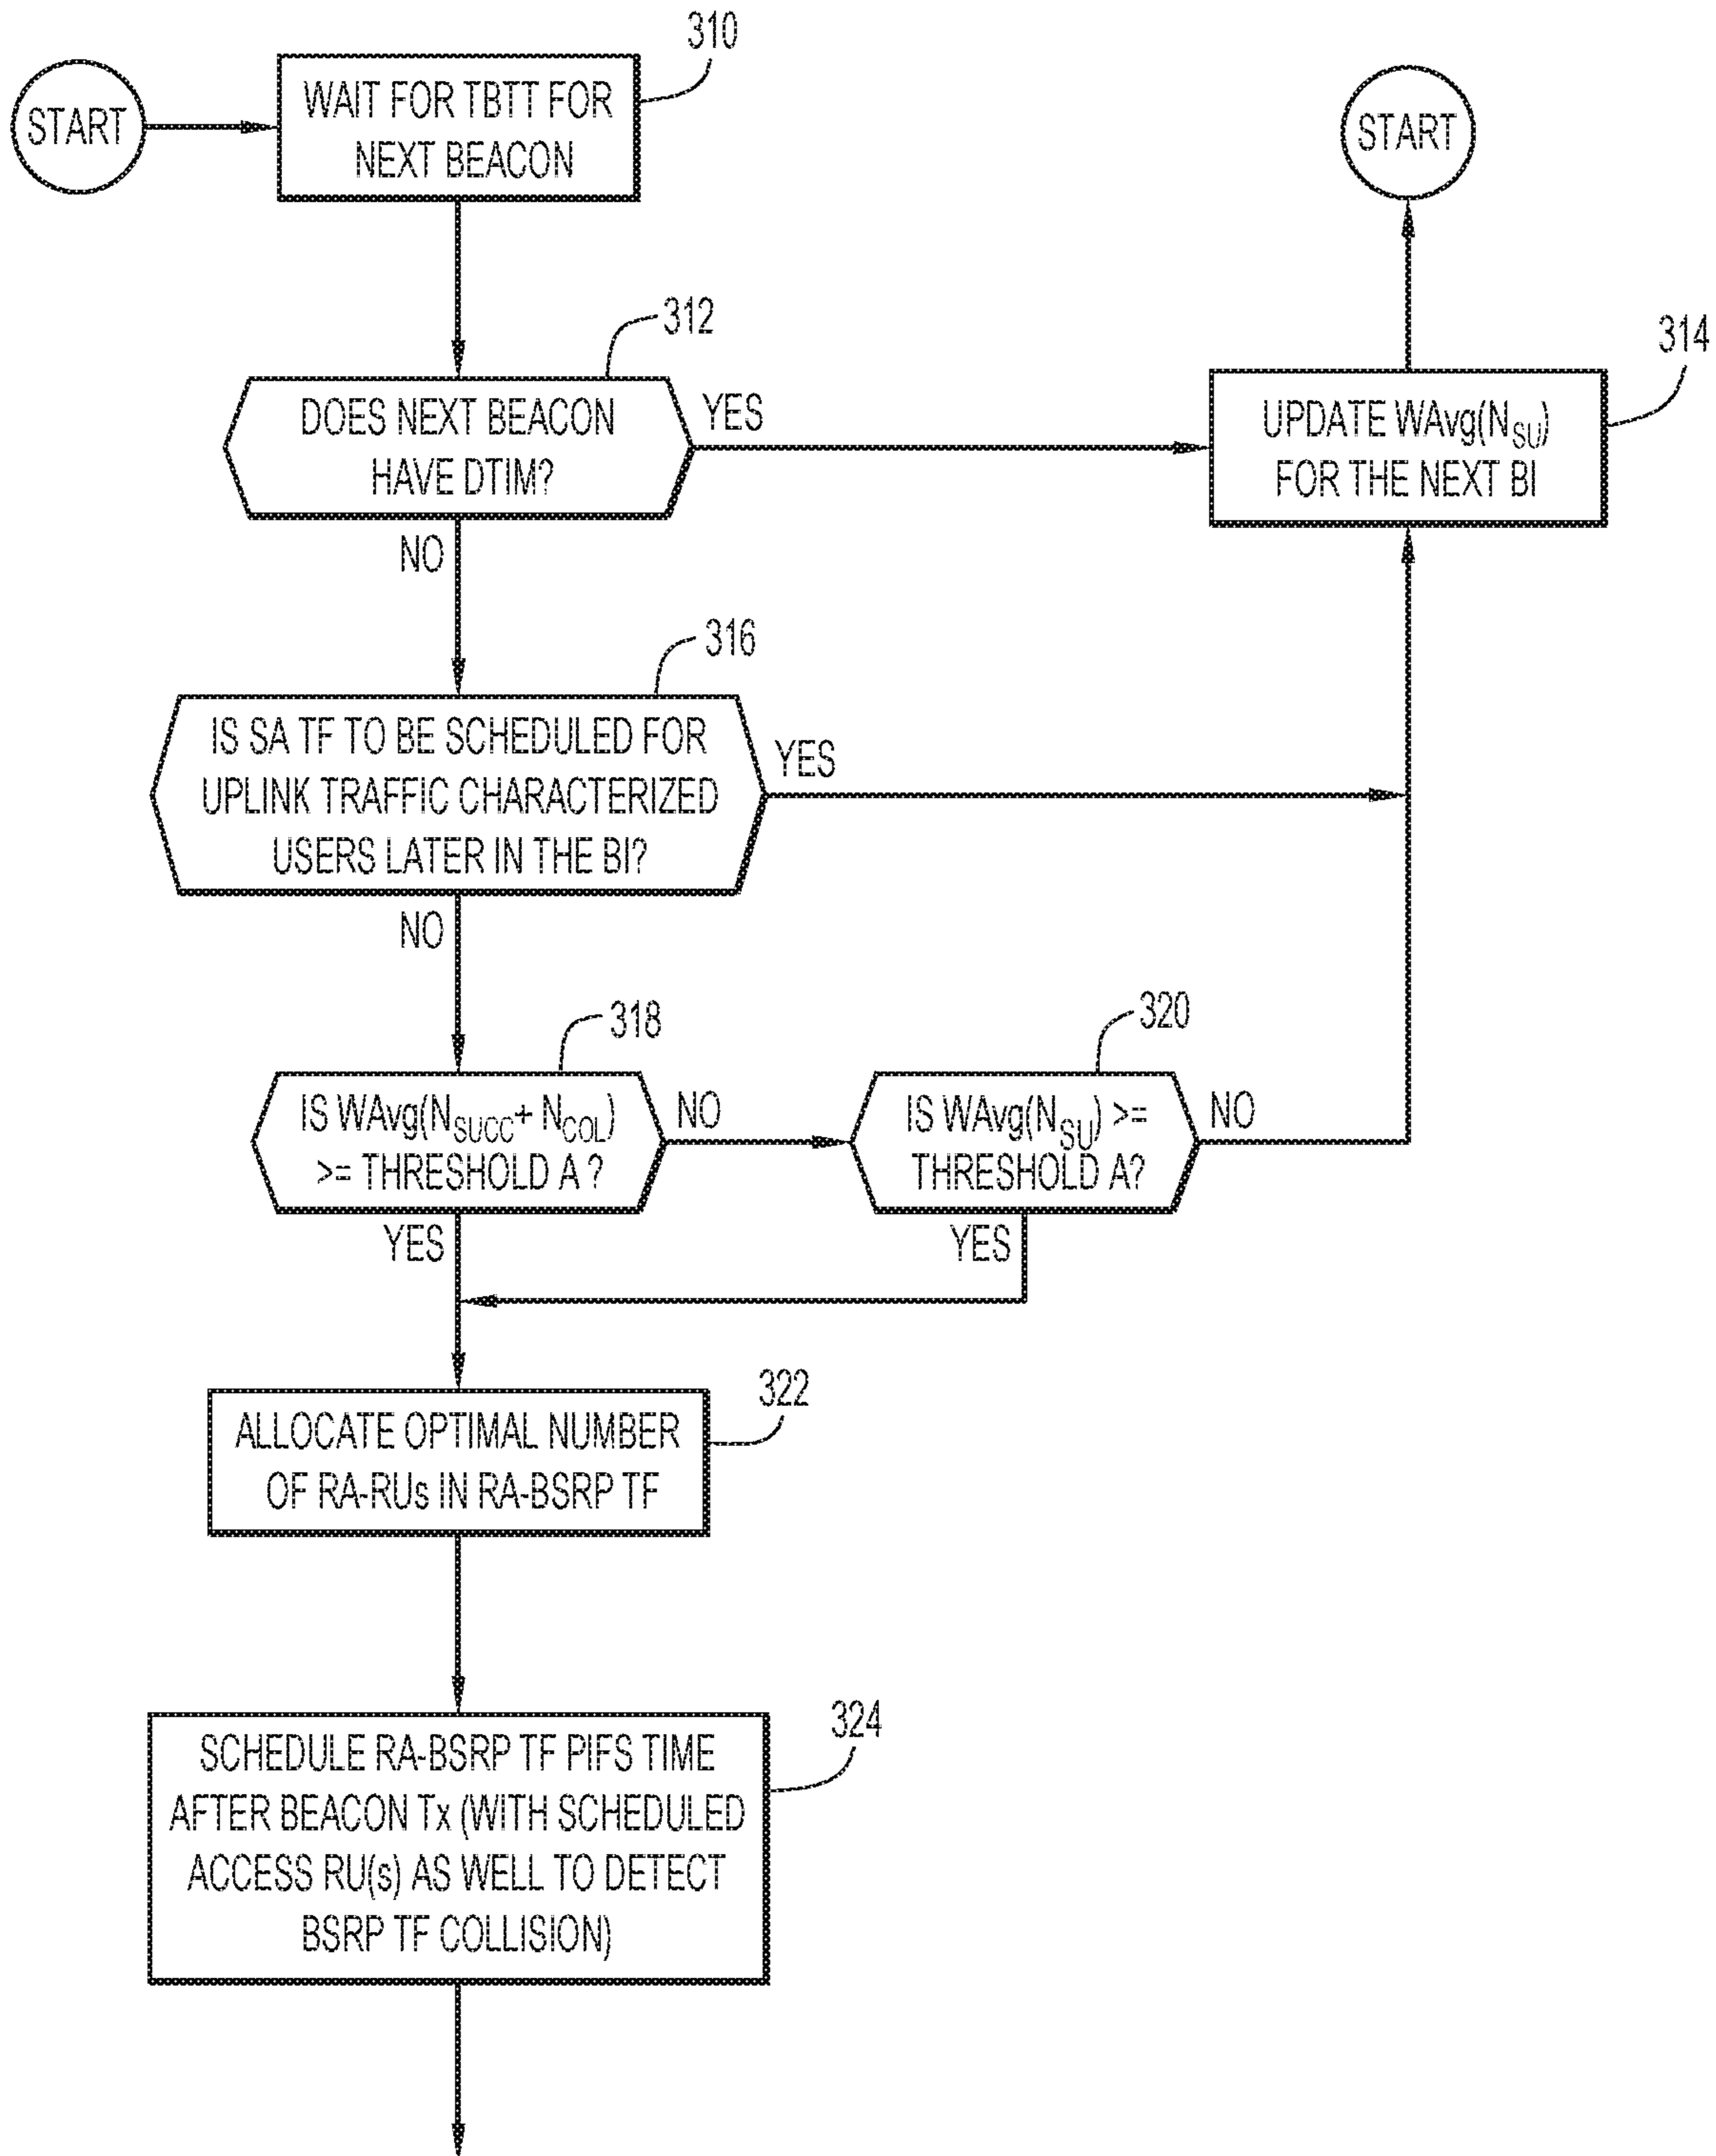 310
START
WAIT FOR TBTT FOR
NEXT BEACON
START
312
DOES NEXT BEACON
HAVE DTIM?
YES
NO
314
UPDATE WAvg(NSU)
FOR THE NEXT BI
316
IS SA TF TO BE SCHEDULED FOR
UPLINK TRAFFIC CHARACTERIZED
USERS LATER IN THE BI?
YES
NO
318
IS WAvg(NSUCC+ NCOL)
>= THRESHOLD A ?
NO
YES
320
IS WAvg(NSU) >=
THRESHOLD A?
NO
YES
322
ALLOCATE OPTIMAL NUMBER
OF RA-RUs IN RA-BSRP TF
324
SCHEDULE RA-BSRP TF PIFS TIME
AFTER BEACON Tx (WITH SCHEDULED
ACCESS RU(s) AS WELL TO DETECT
BSRP TF COLLISION)